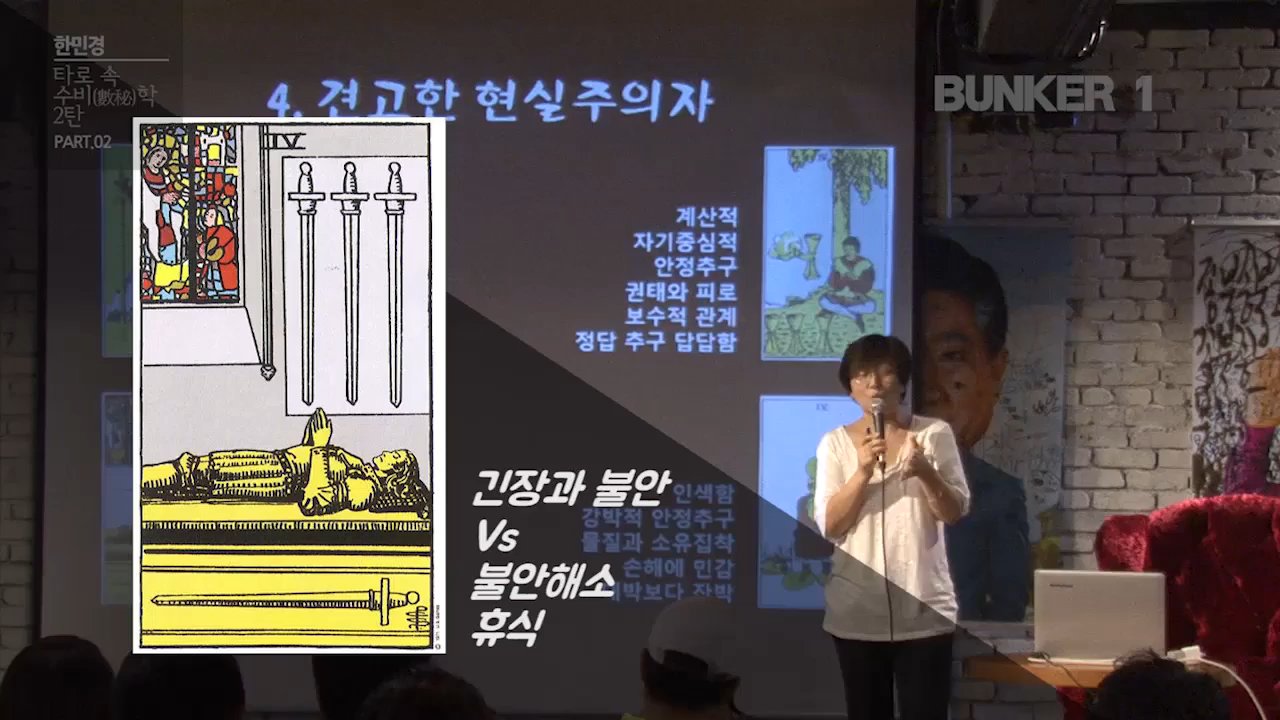 한민경
타로 속
수비(數秘)학
2탄
PART.02
BUNKER 1
4. 견고한 현실주의자
IV
계산적
자기중심적
안정추구
권태와 피로
보수적 관계
정답 추구 답답함
긴장과 불안
Vs
불안해소
휴식
인색함
강박적 안정추구
물질과 소유집착
손해에 민감